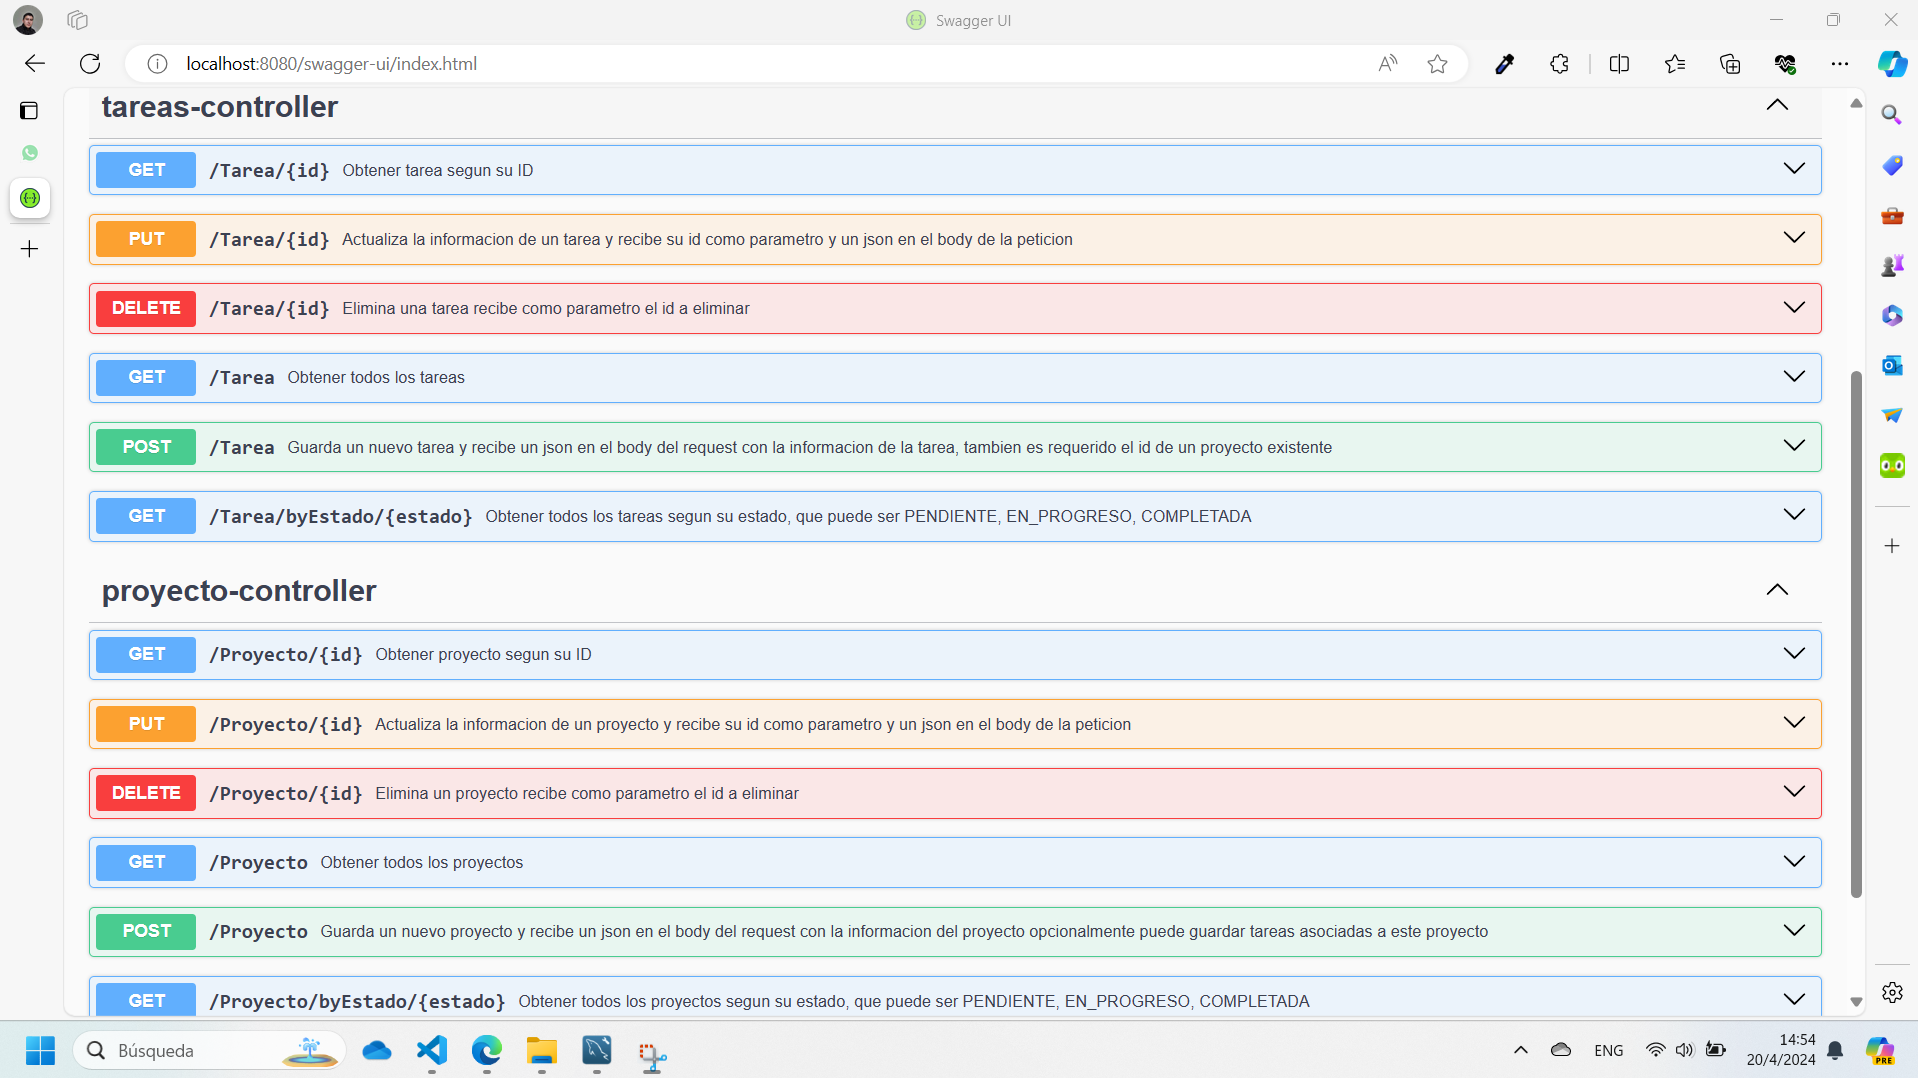 Swagger UI
localhost:8080/swagger-ui/index.html
tareas-controller
GET /Tarea/{id} Obtener tarea segun su ID
PUT /Tarea/{id} Actualiza la informacion de un tarea y recibe su id como parametro y un json en el body de la peticion
DELETE /Tarea/{id} Elimina una tarea recibe como parametro el id a eliminar
GET /Tarea Obtener todos los tareas
POST /Tarea Guarda un nuevo tarea y recibe un json en el body del request con la informacion de la tarea, tambien es requerido el id de un proyecto existente
GET /Tarea/byEstado/{estado} Obtener todos los tareas segun su estado, que puede ser PENDIENTE, EN_PROGRESO, COMPLETADA
proyecto-controller
GET /Proyecto/{id} Obtener proyecto segun su ID
PUT /Proyecto/{id} Actualiza la informacion de un proyecto y recibe su id como parametro y un json en el body de la peticion
DELETE /Proyecto/{id} Elimina un proyecto recibe como parametro el id a eliminar
GET /Proyecto Obtener todos los proyectos
POST /Proyecto Guarda un nuevo proyecto y recibe un json en el body del request con la informacion del proyecto opcionalmente puede guardar tareas asociadas a este proyecto
GET /Proyecto/byEstado/{estado} Obtener todos los proyectos segun su estado, que puede ser PENDIENTE, EN_PROGRESO, COMPLETADA
Búsqueda
ENG
14:54
20/4/2024
PRE